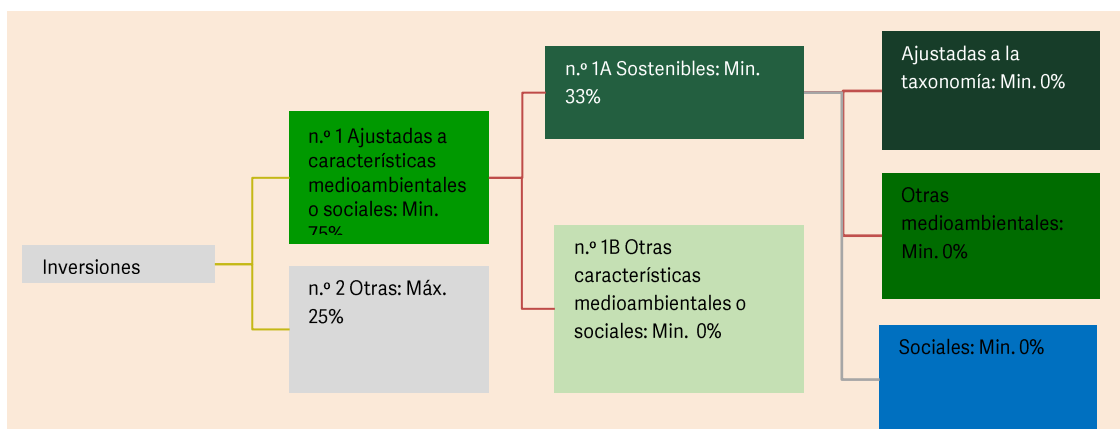 Inversiones
n.º 1 Ajustadas a
características
medioambientales
o sociales: Min.
75%
n.º 2 Otras: Máx.
25%
n.º 1A Sostenibles: Min.
33%
n.º 1B Otras
características
medioambientales o
sociales: Min. 0%
Ajustadas a la
taxonomía: Min. 0%
Otras
medioambientales:
Min. 0%
Sociales: Min. 0%